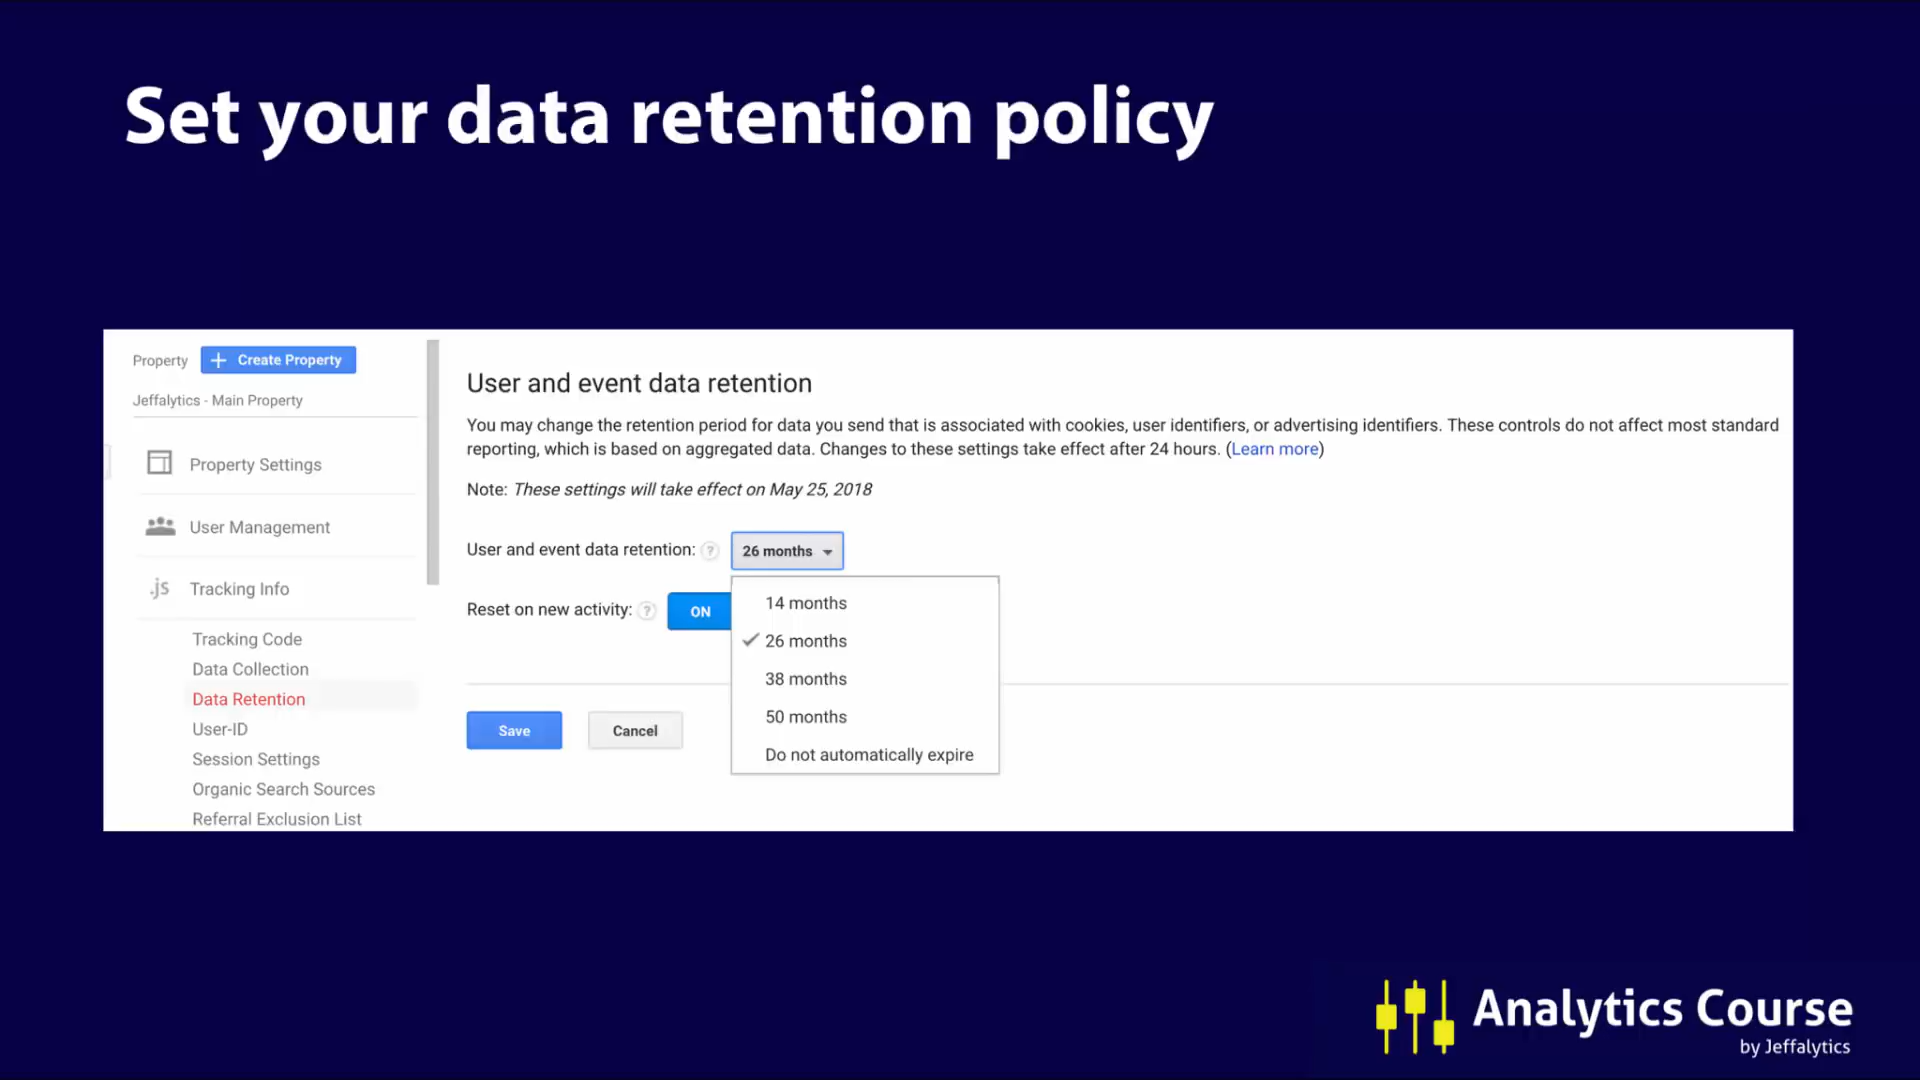 Set your data retention policy
Property
+ Create Property
Jeffalytics - Main Property
Property Settings
User Management
.js Tracking Info
Tracking Code
Data Collection
Data Retention
User-ID
Session Settings
Organic Search Sources
Referral Exclusion List
User and event data retention
You may change the retention period for data you send that is associated with cookies, user identifiers, or advertising identifiers. These controls do not affect most standard
reporting, which is based on aggregated data. Changes to these settings take effect after 24 hours. (Learn more)
Note: These settings will take effect on May 25, 2018
User and event data retention: ? 26 months
Reset on new activity: ? ON
14 months
26 months
38 months
50 months
Do not automatically expire
Save
Cancel
Analytics Course
by Jeffalytics